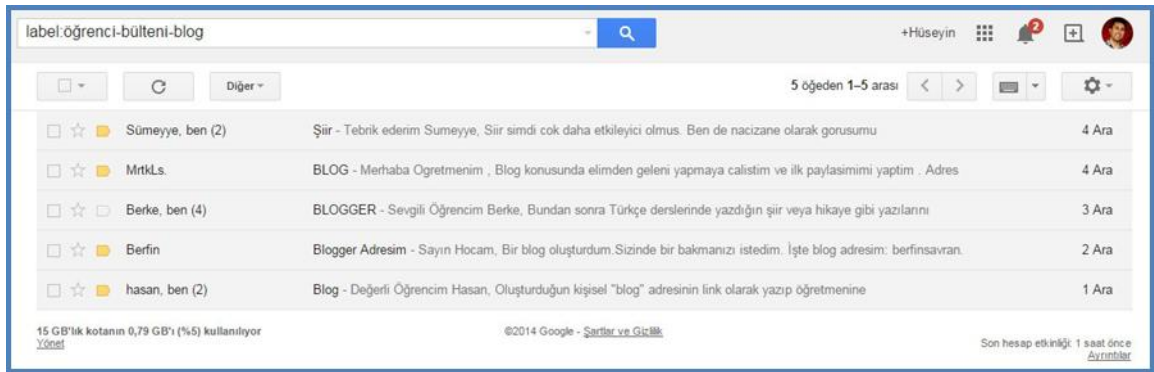 label:öğrenci-bülteni-blog +Hüseyin 2
Diğer 5 öğeden 1–5 arası
Sümeyye, ben (2) Şiir - Tebrik ederim Sumeyye, Siir simdi cok daha etkileyici olmus. Ben de nacizane olarak gorusumu 4 Ara
MrtkLs. BLOG - Merhaba Ogretmenim , Blog konusunda elimden geleni yapmaya calistim ve ilk paylasimimi yaptim . Adres 4 Ara
Berke, ben (4) BLOGGER - Sevgili Öğrencim Berke, Bundan sonra Türkçe derslerinde yazdığın şiir veya hikaye gibi yazılarını 3 Ara
Berfin Blogger Adresim - Sayın Hocam, Bir blog oluşturdum.Sizinde bir bakmanızı istedim. İşte blog adresim: berfinsavran. 2 Ara
hasan, ben (2) Blog - Değerli Öğrencim Hasan, Oluşturduğun kişisel "blog" adresinin link olarak yazıp öğretmenine 1 Ara
15 GB'lık kotanın 0,79 GB'ı (%5) kullanılıyor ©2014 Google - Şartlar ve Gizlilik
Yönet Son hesap etkinliği: 1 saat önce
Ayrıntılar